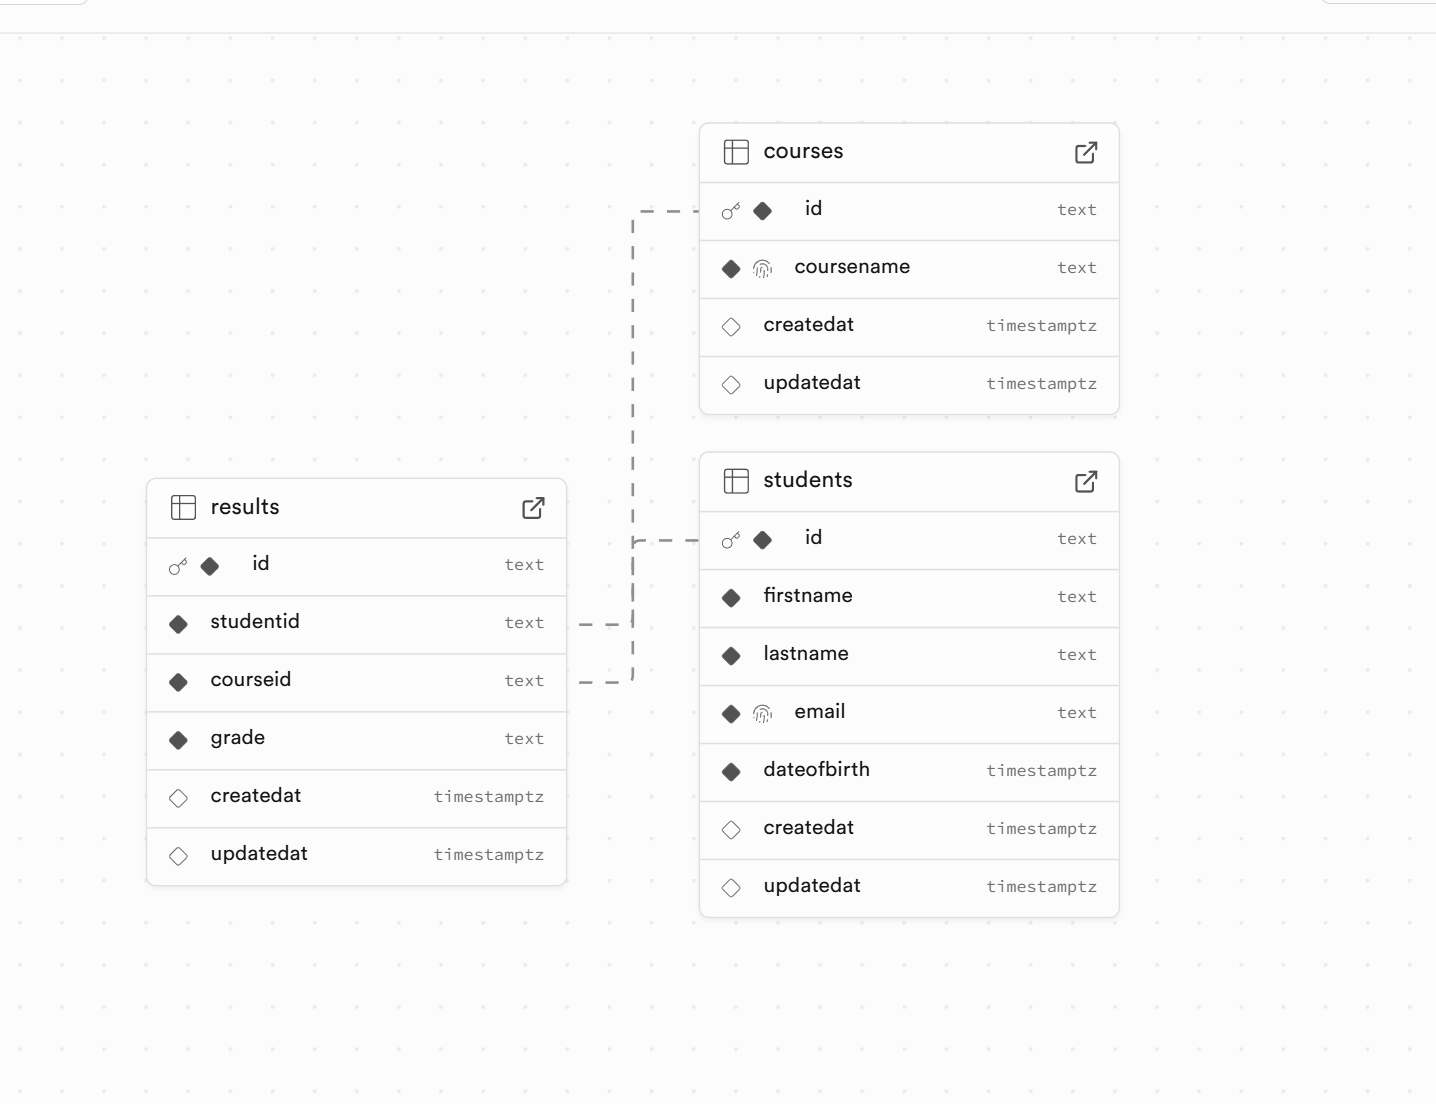 courses
id text
coursename text
createdat timestamptz
updatedat timestamptz
results
id text
studentid text
courseid text
grade text
createdat timestamptz
updatedat timestamptz
students
id text
firstname text
lastname text
email text
dateofbirth timestamptz
createdat timestamptz
updatedat timestamptz